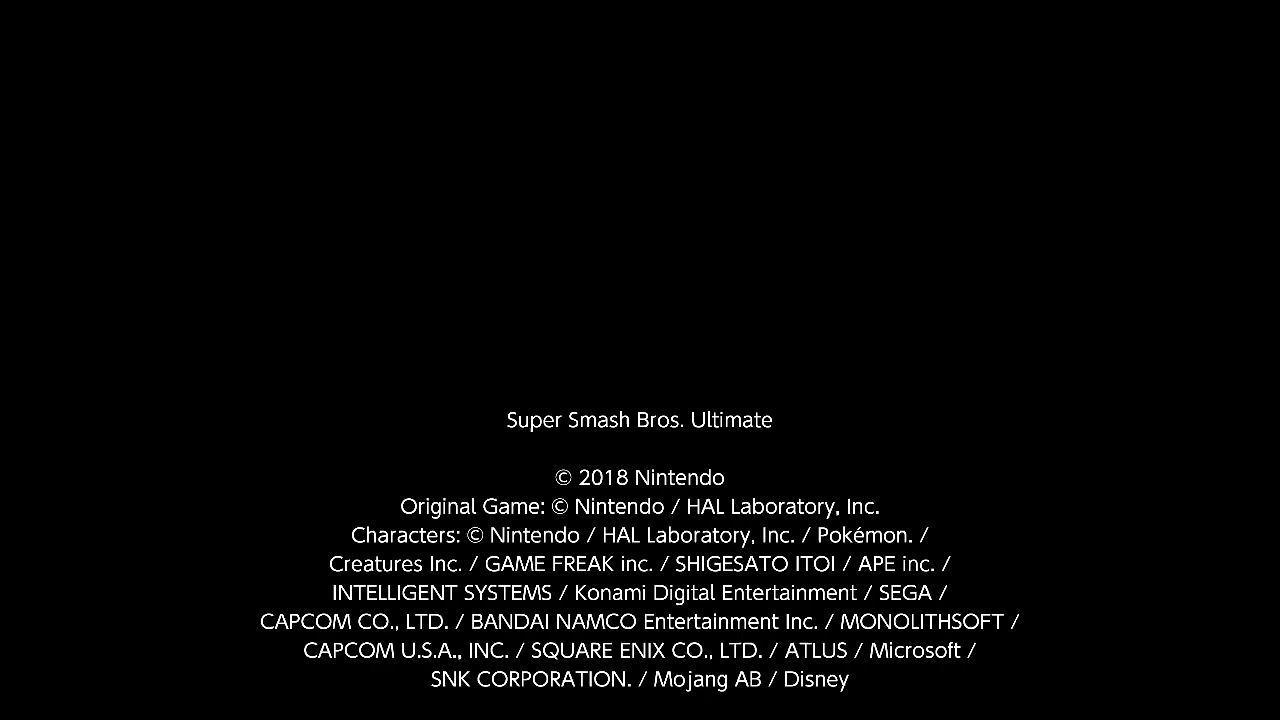 Super Smash Bros. Ultimate
© 2018 Nintendo
Original Game: © Nintendo / HAL Laboratory, Inc.
Characters: © Nintendo / HAL Laboratory, Inc. / Pokémon. /
Creatures Inc. / GAME FREAK inc. / SHIGESATO ITOI / APE inc. /
INTELLIGENT SYSTEMS / Konami Digital Entertainment / SEGA /
CAPCOM CO., LTD. / BANDAI NAMCO Entertainment Inc. / MONOLITHSOFT /
CAPCOM U.S.A., INC. / SQUARE ENIX CO., LTD. / ATLUS / Microsoft /
SNK CORPORATION. / Mojang AB / Disney